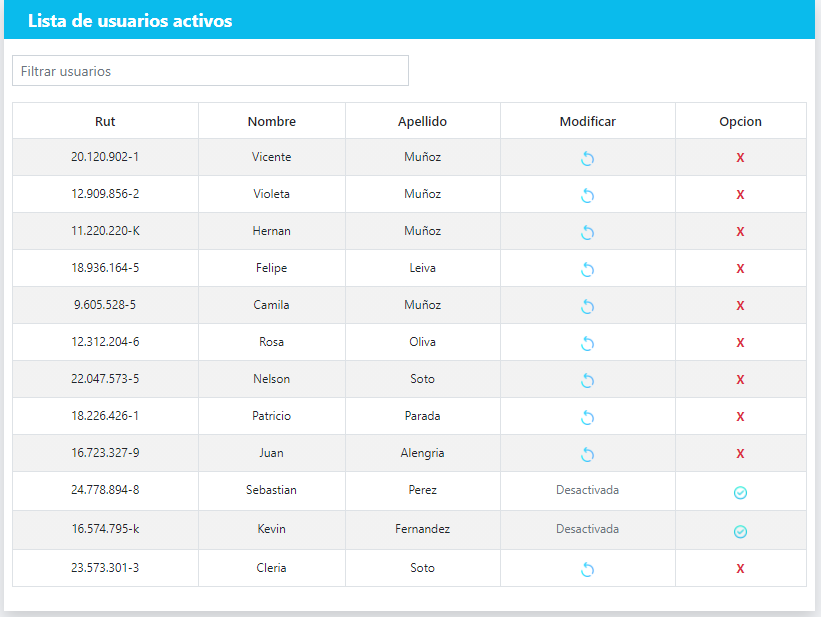 Lista de usuarios activos
Filtrar usuarios
Rut Nombre Apellido Modificar Opcion
20.120.902-1 Vicente Muñoz X
12.909.856-2 Violeta Muñoz X
11.220.220-K Hernan Muñoz X
18.936.164-5 Felipe Leiva X
9.605.528-5 Camila Muñoz X
12.312.204-6 Rosa Oliva X
22.047.573-5 Nelson Soto X
18.226.426-1 Patricio Parada X
16.723.327-9 Juan Alengria X
24.778.894-8 Sebastian Perez Desactivada
16.574.795-k Kevin Fernandez Desactivada
23.573.301-3 Cleria Soto X